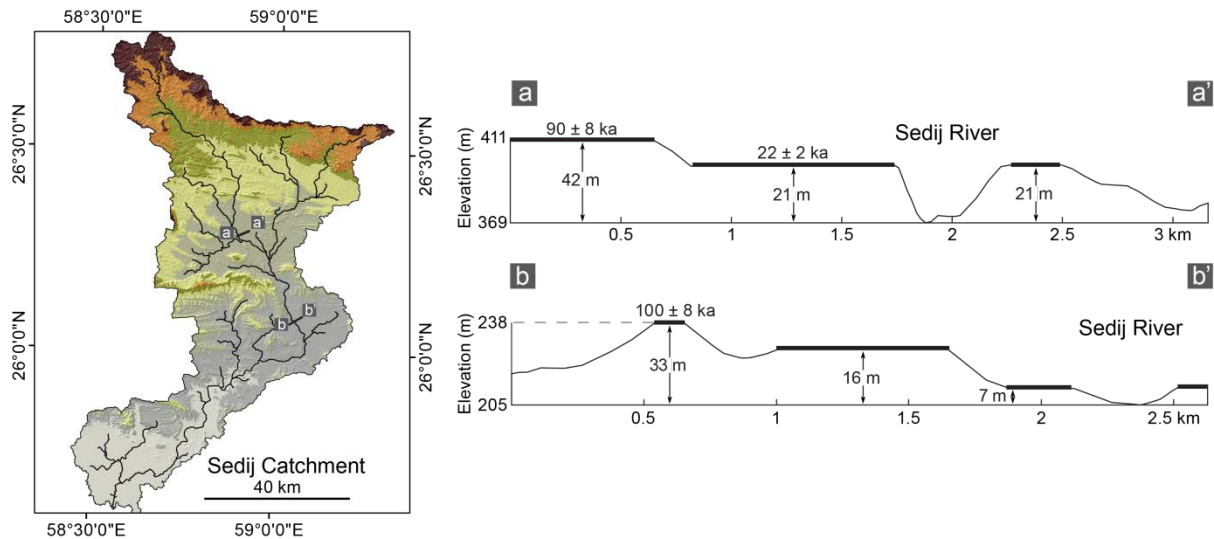 58°30'0"E 59°0'0"E
26°30'0"N
26°30'0"N
26°0'0"N
26°0'0"N
a a'
b b'
Sedij Catchment
40 km
58°30'0"E 59°0'0"E
a a'
Sedij River
Elevation (m)
411
369
90 ± 8 ka
22 ± 2 ka
42 m
21 m
21 m
0.5 1 1.5 2 2.5 3 km
b b'
Sedij River
Elevation (m)
238
205
100 ± 8 ka
33 m
16 m
7 m
0.5 1 1.5 2 2.5 km